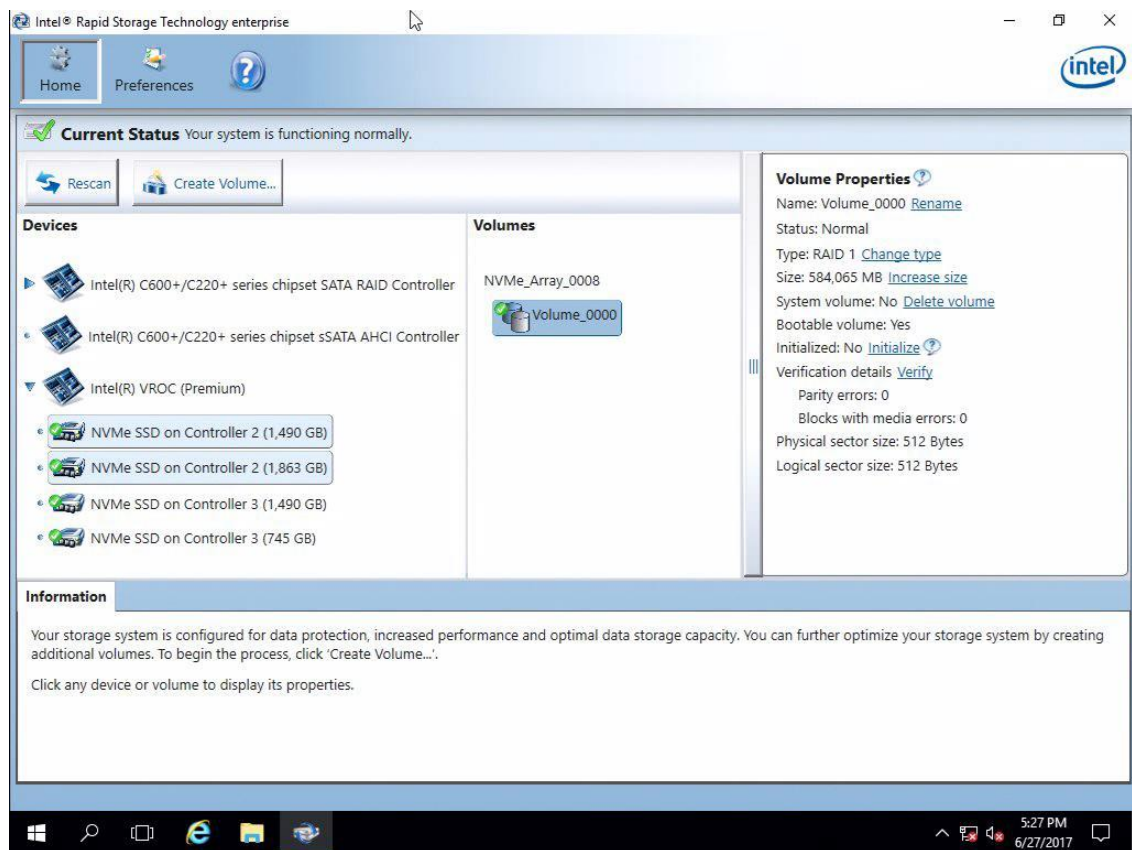 Intel® Rapid Storage Technology enterprise
Home
Preferences
?
intel
Current Status Your system is functioning normally.
Rescan
Create Volume...
Devices
Intel(R) C600+/C220+ series chipset SATA RAID Controller
Intel(R) C600+/C220+ series chipset sSATA AHCI Controller
Intel(R) VROC (Premium)
NVMe SSD on Controller 2 (1,490 GB)
NVMe SSD on Controller 2 (1,863 GB)
NVMe SSD on Controller 3 (1,490 GB)
NVMe SSD on Controller 3 (745 GB)
Volumes
NVMe_Array_0008
Volume_0000
Volume Properties ?
Name: Volume_0000 Rename
Status: Normal
Type: RAID 1 Change type
Size: 584,065 MB Increase size
System volume: No Delete volume
Bootable volume: Yes
Initialized: No Initialize ?
Verification details Verify
Parity errors: 0
Blocks with media errors: 0
Physical sector size: 512 Bytes
Logical sector size: 512 Bytes
Information
Your storage system is configured for data protection, increased performance and optimal data storage capacity. You can further optimize your storage system by creating
additional volumes. To begin the process, click 'Create Volume...'.
Click any device or volume to display its properties.
5:27 PM
6/27/2017